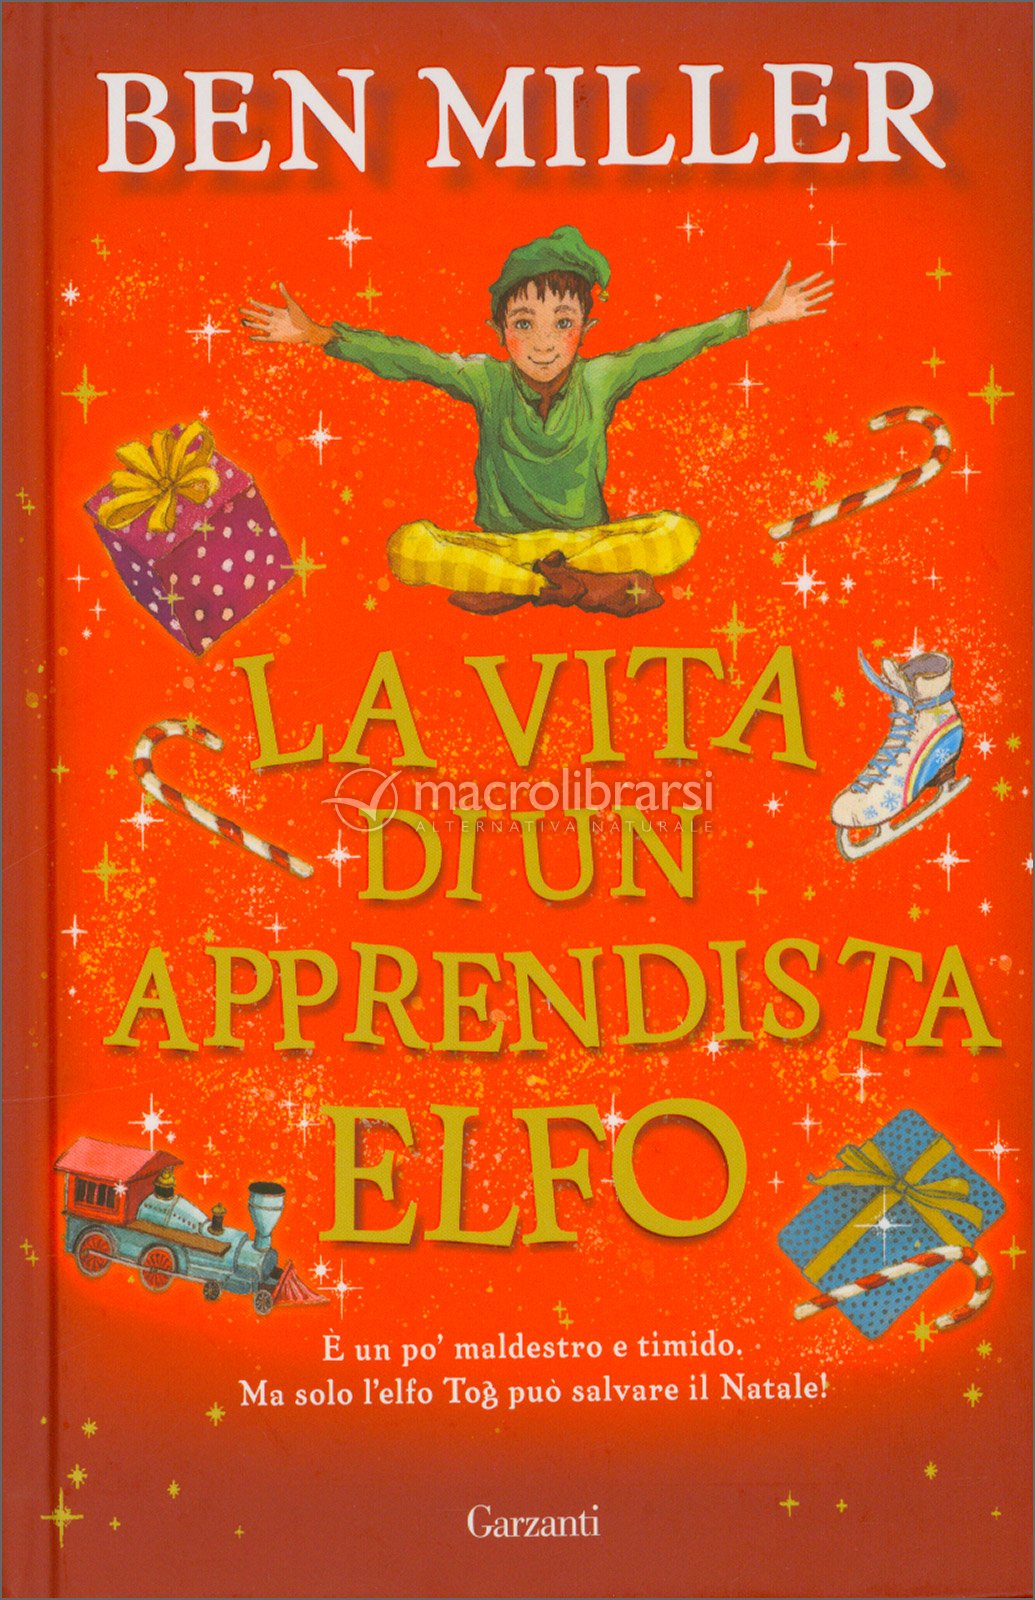 BEN MILLER
LA VITA
macrolibrarsi
ALTERNATIVA NATURALE
DI UN
APPRENDISTA
ELFO
È un po' maldestro e timido.
Ma solo l'elfo Tog può salvare il Natale!
Garzanti